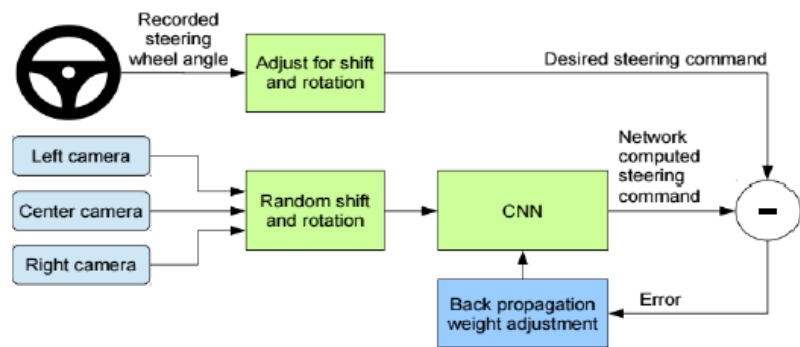 Recorded
steering
wheel angle
Adjust for shift
and rotation
Desired steering command
Left camera
Center camera
Right camera
Random shift
and rotation
CNN
Network
computed
steering
command
-
Back propagation
weight adjustment
Error